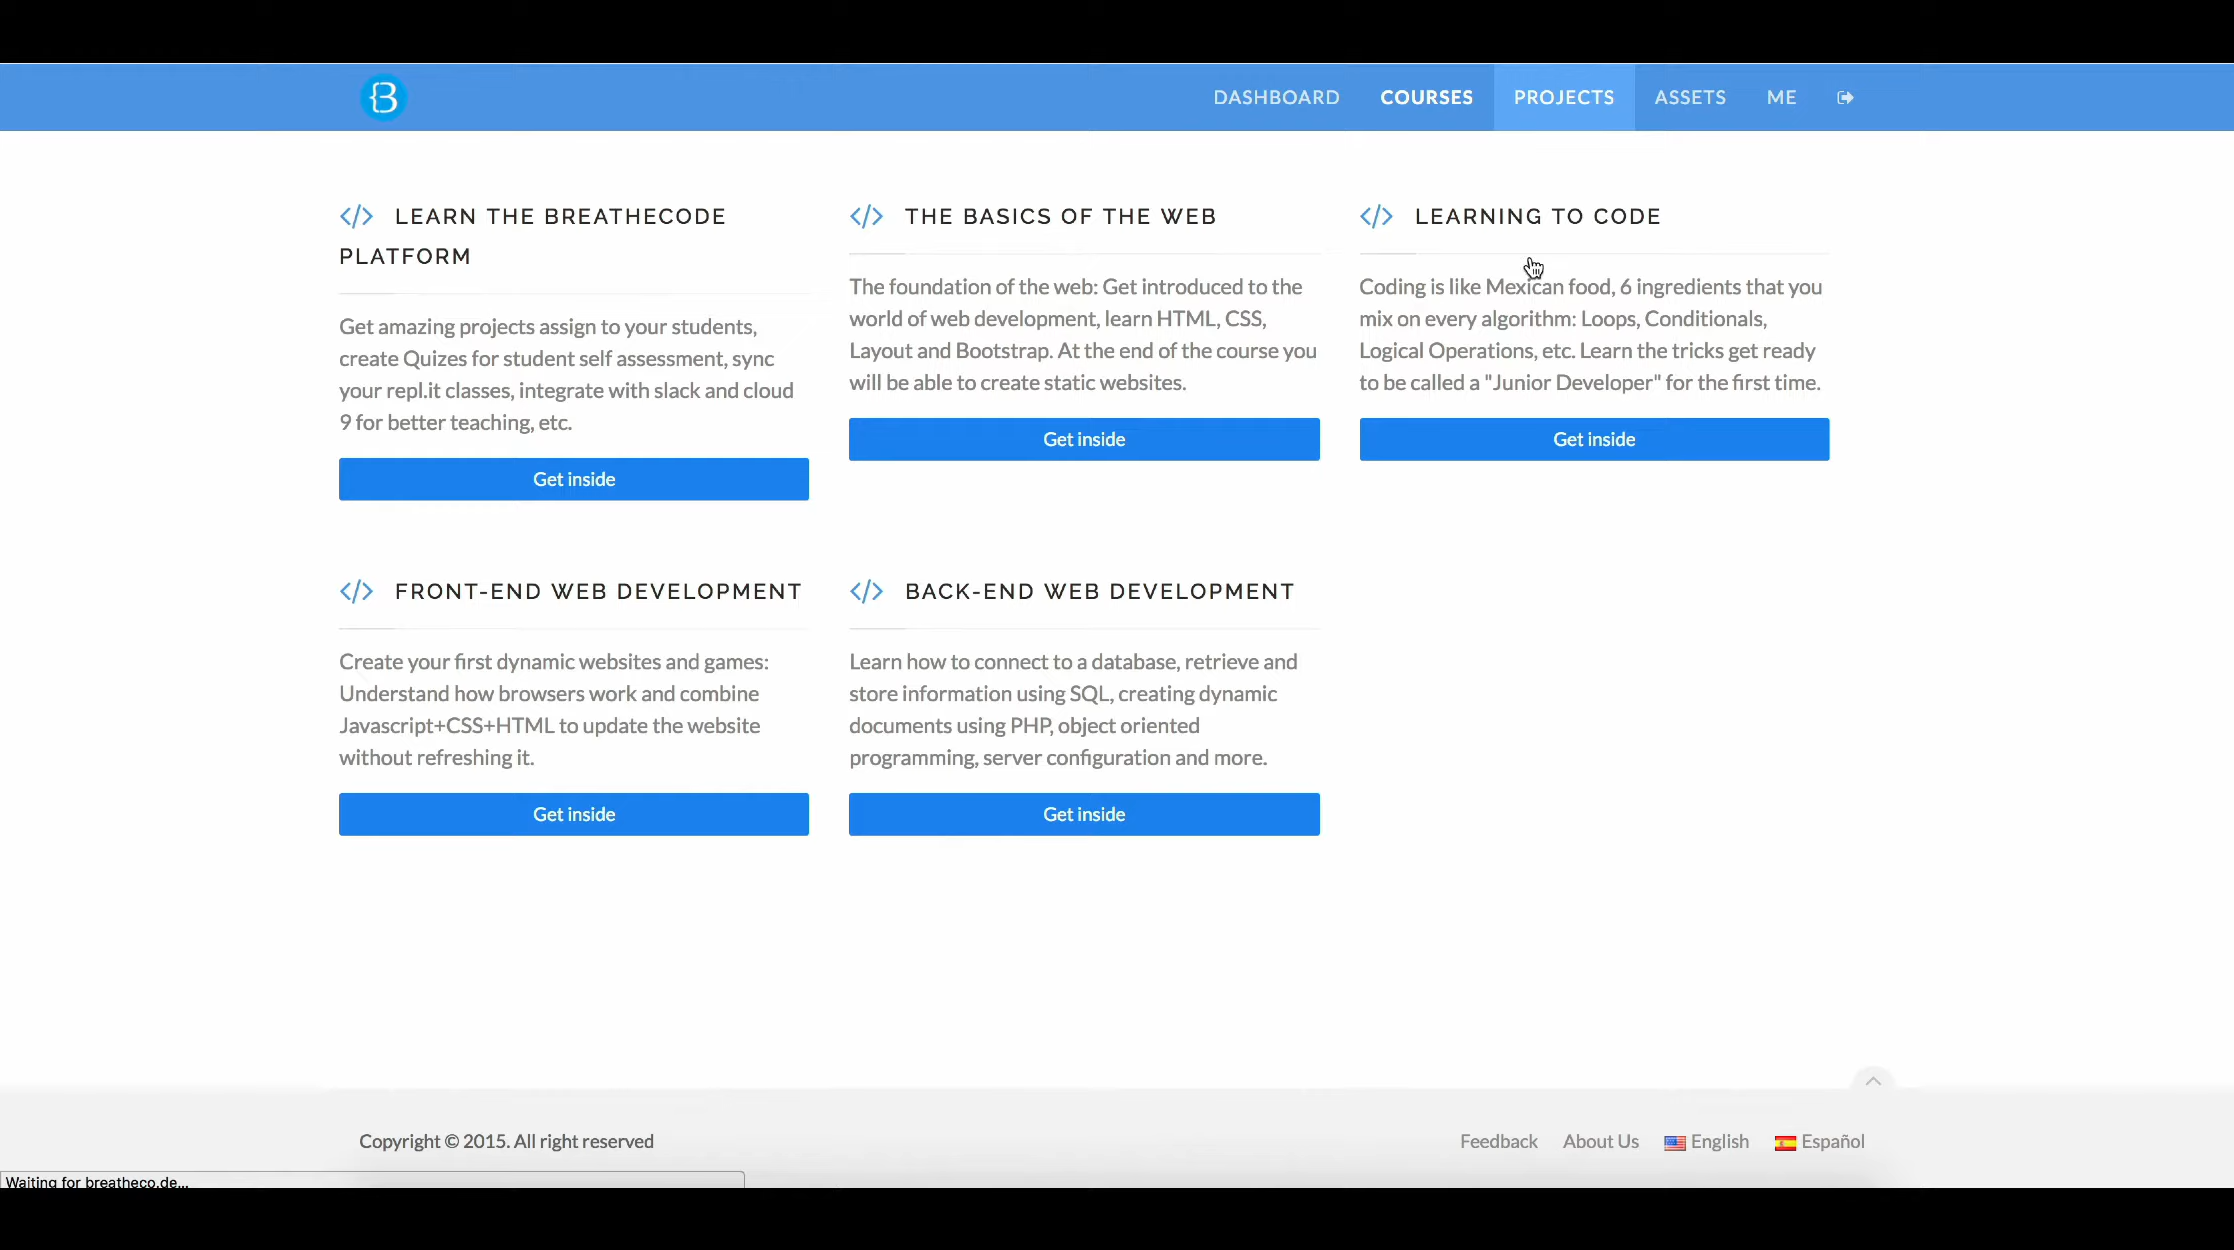 {B
DASHBOARD
COURSES
PROJECTS
ASSETS
ME
</> LEARN THE BREATHECODE
PLATFORM
Get amazing projects assign to your students,
create Quizes for student self assessment, sync
your repl.it classes, integrate with slack and cloud
9 for better teaching, etc.
Get inside
</> THE BASICS OF THE WEB
The foundation of the web: Get introduced to the
world of web development, learn HTML, CSS,
Layout and Bootstrap. At the end of the course you
will be able to create static websites.
Get inside
</> LEARNING TO CODE
Coding is like Mexican food, 6 ingredients that you
mix on every algorithm: Loops, Conditionals,
Logical Operations, etc. Learn the tricks get ready
to be called a "Junior Developer" for the first time.
Get inside
</> FRONT-END WEB DEVELOPMENT
Create your first dynamic websites and games:
Understand how browsers work and combine
Javascript+CSS+HTML to update the website
without refreshing it.
Get inside
</> BACK-END WEB DEVELOPMENT
Learn how to connect to a database, retrieve and
store information using SQL, creating dynamic
documents using PHP, object oriented
programming, server configuration and more.
Get inside
Copyright © 2015. All right reserved
Feedback
About Us
English
Español
Waiting for breatheco.de...